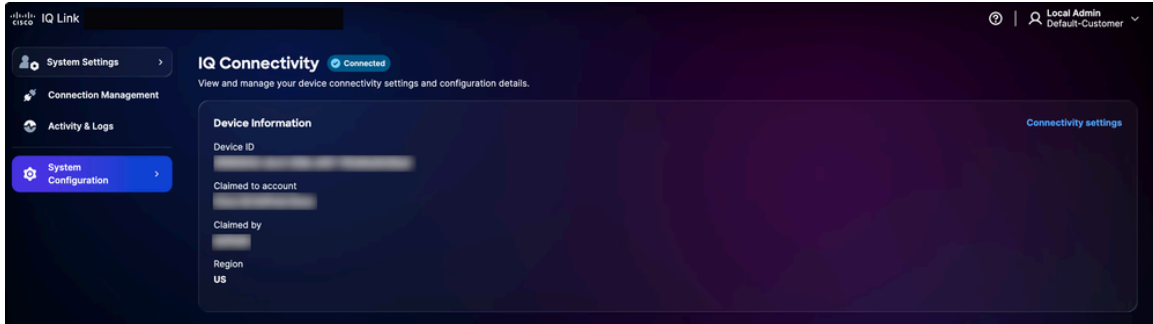 cisco IQ Link
Local Admin
Default-Customer
System Settings
Connection Management
Activity & Logs
System
Configuration
IQ Connectivity Connected
View and manage your device connectivity settings and configuration details.
Device Information Connectivity settings
Device ID
Claimed to account
Claimed by
Region
US